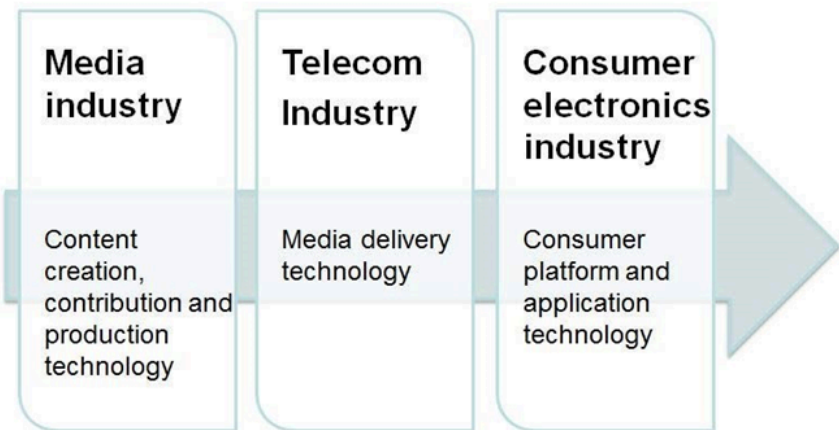 Media
industry
Content
creation,
contribution and
production
technology
Telecom
Industry
Media delivery
technology
Consumer
electronics
industry
Consumer
platform and
application
technology